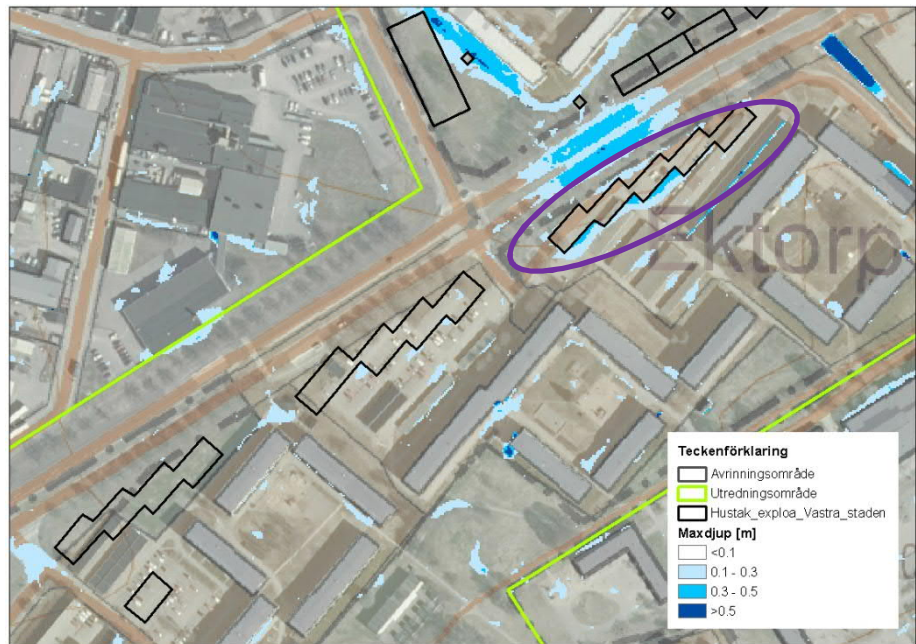 Ektorp
Teckenförklaring
Avrinningsområde
Utredningsområde
Hustak_exploa_Vastra_staden
Maxdjup [m]
<0.1
0.1 - 0.3
0.3 - 0.5
>0.5